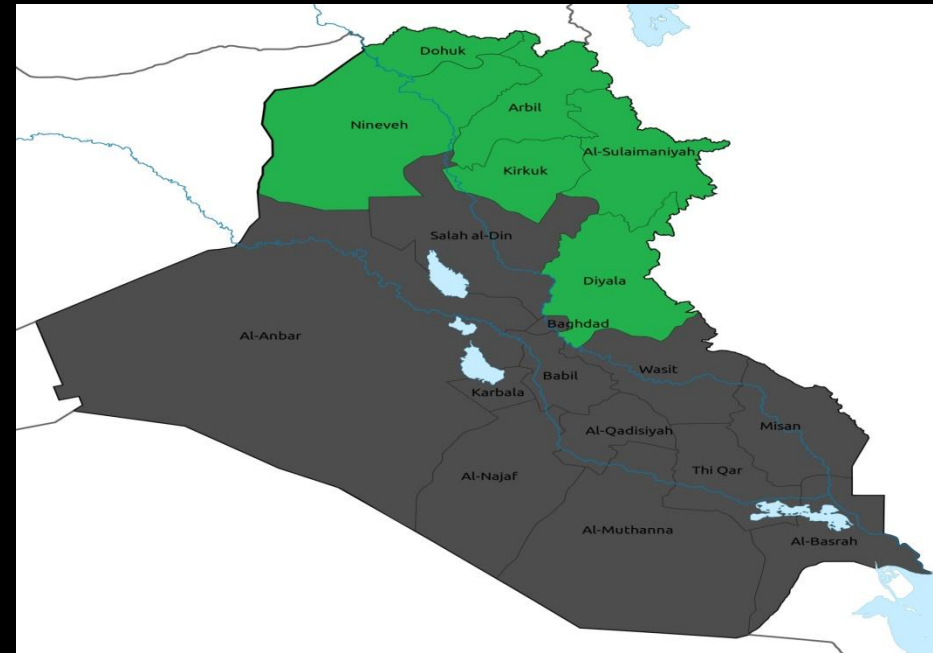 Dohuk
Arbil
Nineveh
Al-Sulaimaniyah
Kirkuk
Salah al-Din
Diyala
Baghdad
Al-Anbar
Wasit
Babil
Karbala
Misan
Al-Qadisiyah
Thi Qar
Al-Najaf
Al-Muthanna
Al-Basrah